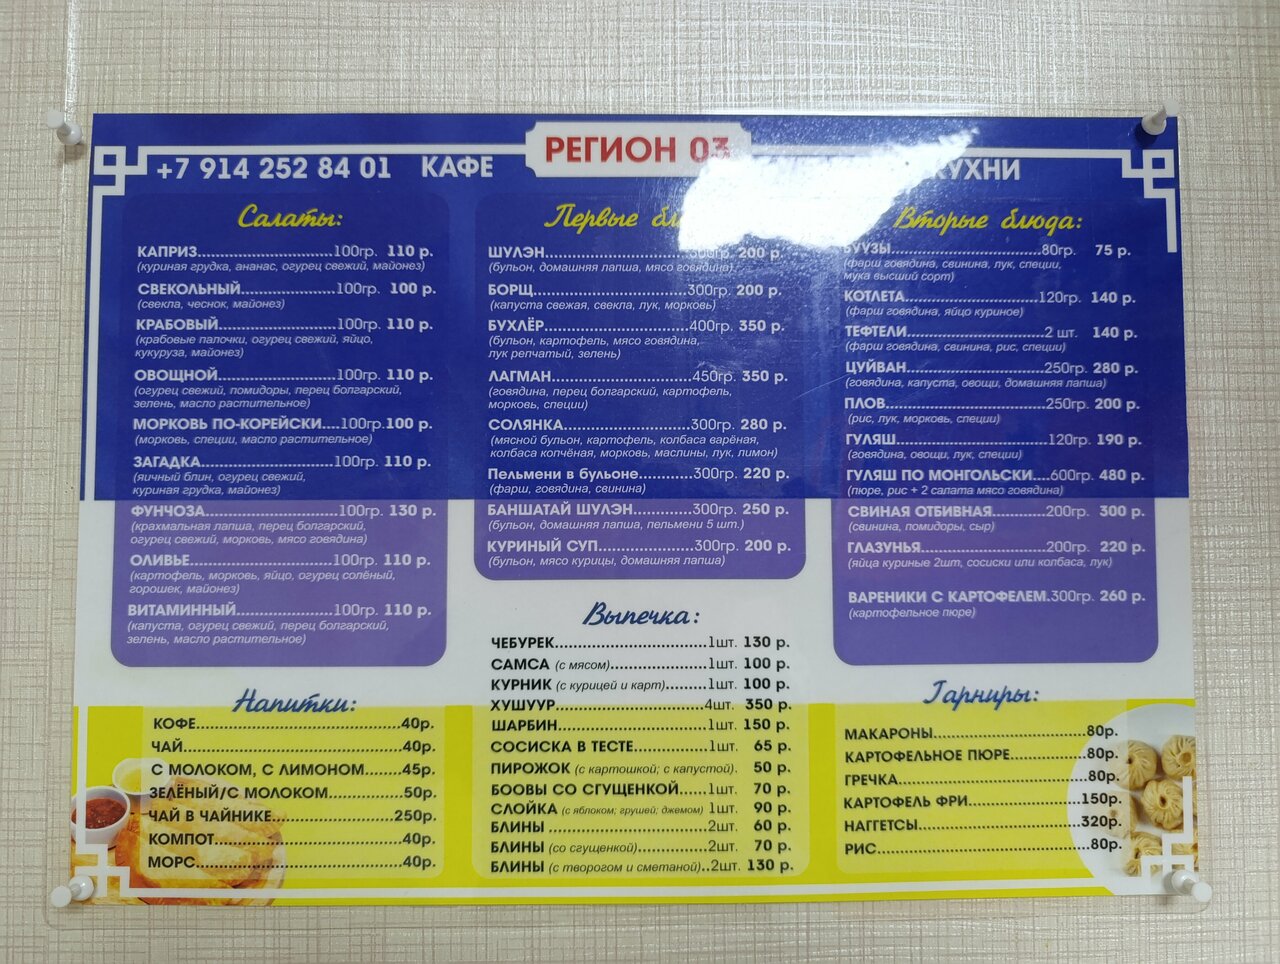 РЕГИОН 03
+7 914 252 84 01 КАФЕ КУХНИ
Салаты:
КАПРИЗ.....100гр. 110 р.
(куриная грудка, ананас, огурец свежий, майонез)
СВЕКОЛЬНЫЙ.....100гр. 100 р.
(свекла, чеснок, майонез)
КРАБОВЫЙ.....100гр. 110 р.
(крабовые палочки, огурец свежий, яйцо,
кукуруза, майонез)
ОВОЩНОЙ.....100гр. 110 р.
(огурец свежий, помидоры, перец болгарский,
зелень, масло растительное)
МОРКОВЬ ПО-КОРЕЙСКИ....100гр.100 р.
(морковь, специи, масло растительное)
ЗАГАДКА.....100гр. 110 р.
(яичный блин, огурец свежий,
куриная грудка, майонез)
ФУНЧОЗА.....100гр. 130 р.
(крахмальная лапша, перец болгарский,
огурец свежий, морковь, мясо говядина)
ОЛИВЬЕ.....100гр. 110 р.
(картофель, морковь, яйцо, огурец солёный,
горошек, майонез)
ВИТАМИННЫЙ.....100гр. 110 р.
(капуста, огурец свежий, перец болгарский,
зелень, масло растительное)
Первые
ШУЛЭН.....300гр. 200 р.
(бульон, домашняя лапша, мясо говядина)
БОРЩ.....300гр. 200 р.
(капуста свежая, свекла, лук, морковь)
БУХЛЁР.....400гр. 350 р.
(бульон, картофель, мясо говядина,
лук репчатый, зелень)
ЛАГМАН.....450гр. 350 р.
(говядина, перец болгарский, картофель,
морковь, специи)
СОЛЯНКА.....300гр. 280 р.
(мясной бульон, картофель, колбаса варёная,
колбаса копчёная, морковь, маслины, лук, лимон)
Пельмени в бульоне.....300гр. 220 р.
(фарш, говядина, свинина)
БАНШАТАЙ ШУЛЭН.....300гр. 250 р.
(бульон, домашняя лапша, пельмени 5 шт.)
КУРИНЫЙ СУП.....300гр. 200 р.
(бульон, мясо курицы, домашняя лапша)
Вторые блюда:
БУУЗЫ.....80гр. 75 р.
(фарш говядина, свинина, лук, специи,
мука высший сорт)
КОТЛЕТА.....120гр. 140 р.
(фарш говядина, яйцо куриное)
ТЕФТЕЛИ.....2 шт. 140 р.
(фарш говядина, свинина, рис, специи)
ЦУЙВАН.....250гр. 280 р.
(говядина, капуста, овощи, домашняя лапша)
ПЛОВ.....250гр. 200 р.
(рис, лук, морковь, специи)
ГУЛЯШ.....120гр. 190 р.
(говядина, овощи, лук, специи)
ГУЛЯШ ПО МОНГОЛЬСКИ....600гр. 480 р.
(пюре, рис + 2 салата мясо говядина)
СВИНАЯ ОТБИВНАЯ.....200гр. 300 р.
(свинина, помидоры, сыр)
ГЛАЗУНЬЯ.....200гр. 220 р.
(яйца куриные 2шт, сосиски или колбаса, лук)
ВАРЕНИКИ С КАРТОФЕЛЕМ.300гр. 260 р.
(картофельное пюре)
Напитки:
КОФЕ.....40р.
ЧАЙ.....40р.
С МОЛОКОМ, С ЛИМОНОМ.......45р.
ЗЕЛЁНЫЙ/С МОЛОКОМ.....50р.
ЧАЙ В ЧАЙНИКЕ.....250р.
КОМПОТ.....40р.
МОРС.....40р.
Выпечка:
ЧЕБУРЕК.....1шт. 130 р.
САМСА (с мясом).....1шт. 100 р.
КУРНИК (с курицей и карт).....1шт. 100 р.
ХУШУУР.....4шт. 350 р.
ШАРБИН.....1шт. 150 р.
СОСИСКА В ТЕСТЕ.....1шт. 65 р.
ПИРОЖОК (с картошкой; с капустой). 50 р.
БООВЫ СО СГУЩЕНКОЙ.....1шт. 70 р.
СЛОЙКА (с яблоком; грушей; джемом) 1шт. 90 р.
БЛИНЫ .....2шт. 60 р.
БЛИНЫ (со сгущенкой).....2шт. 70 р.
БЛИНЫ (с творогом и сметаной)..2шт. 130 р.
Гарниры:
МАКАРОНЫ.....80р.
КАРТОФЕЛЬНОЕ ПЮРЕ.....80р.
ГРЕЧКА.....80р.
КАРТОФЕЛЬ ФРИ.....150р.
НАГГЕТСЫ.....320р.
РИС.....80р.